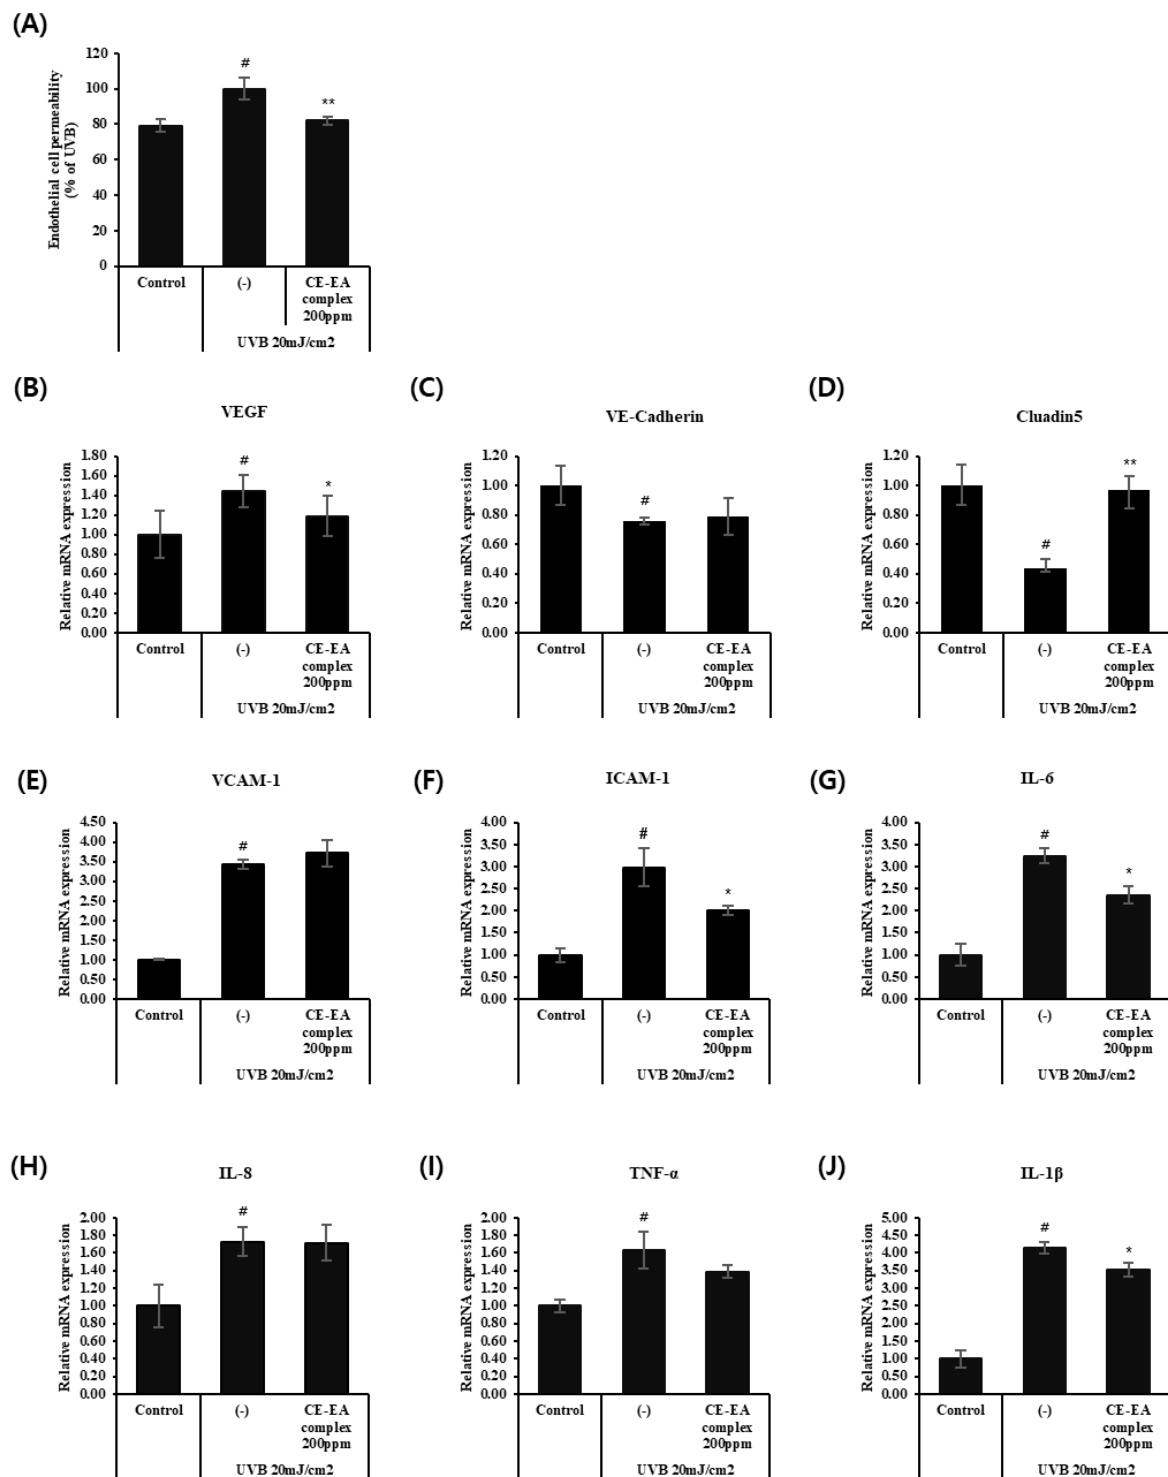 (A)
Endothelial cell permeability
(% of UVB)
120
100
80
60
40
20
0
#
**
Control
(-)
CE-EA
complex
200ppm
UVB 20mJ/cm2
(B)
VEGF
Relative mRNA expression
1.80
1.60
1.40
1.20
1.00
0.80
0.60
0.40
0.20
0.00
#
*
Control
(-)
CE-EA
complex
200ppm
UVB 20mJ/cm2
(C)
VE-Cadherin
Relative mRNA expression
1.20
1.00
0.80
0.60
0.40
0.20
0.00
#
Control
(-)
CE-EA
complex
200ppm
UVB 20mJ/cm2
(D)
Cluadin5
Relative mRNA expression
1.20
1.00
0.80
0.60
0.40
0.20
0.00
#
**
Control
(-)
CE-EA
complex
200ppm
UVB 20mJ/cm2
(E)
VCAM-1
Relative mRNA expression
4.50
4.00
3.50
3.00
2.50
2.00
1.50
1.00
0.50
0.00
#
Control
(-)
CE-EA
complex
200ppm
UVB 20mJ/cm2
(F)
ICAM-1
Relative mRNA expression
4.00
3.50
3.00
2.50
2.00
1.50
1.00
0.50
0.00
#
*
Control
(-)
CE-EA
complex
200ppm
UVB 20mJ/cm2
(G)
IL-6
Relative mRNA expression
4.00
3.50
3.00
2.50
2.00
1.50
1.00
0.50
0.00
#
*
Control
(-)
CE-EA
complex
200ppm
UVB 20mJ/cm2
(H)
IL-8
Relative mRNA expression
2.00
1.80
1.60
1.40
1.20
1.00
0.80
0.60
0.40
0.20
0.00
#
Control
(-)
CE-EA
complex
200ppm
UVB 20mJ/cm2
(I)
TNF-α
Relative mRNA expression
2.00
1.80
1.60
1.40
1.20
1.00
0.80
0.60
0.40
0.20
0.00
#
Control
(-)
CE-EA
complex
200ppm
UVB 20mJ/cm2
(J)
IL-1β
Relative mRNA expression
5.00
4.50
4.00
3.50
3.00
2.50
2.00
1.50
1.00
0.50
0.00
#
*
Control
(-)
CE-EA
complex
200ppm
UVB 20mJ/cm2